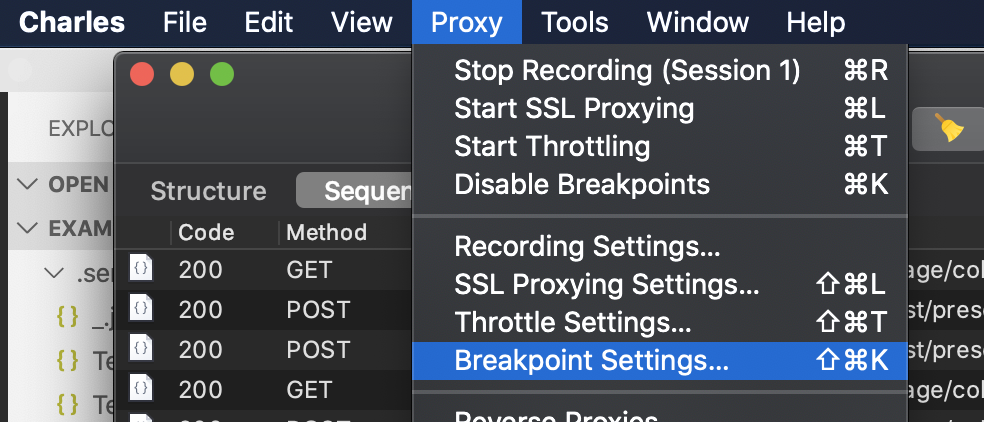 Charles File Edit View Proxy Tools Window Help
Stop Recording (Session 1) ⌘R
Start SSL Proxying ⌘L
Start Throttling ⌘T
Disable Breakpoints ⌘K
Recording Settings...
SSL Proxying Settings... ⇧⌘L
Throttle Settings... ⇧⌘T
Breakpoint Settings... ⇧⌘K
Reverse Proxies
EXPLO
OPEN
EXAM
.ser
{} _.j
{} Te
{} Te
Structure Sequen
Code Method
{} 200 GET
{} 200 POST
{} 200 POST
{} 200 GET
age/col
st/prese
st/prese
age/col